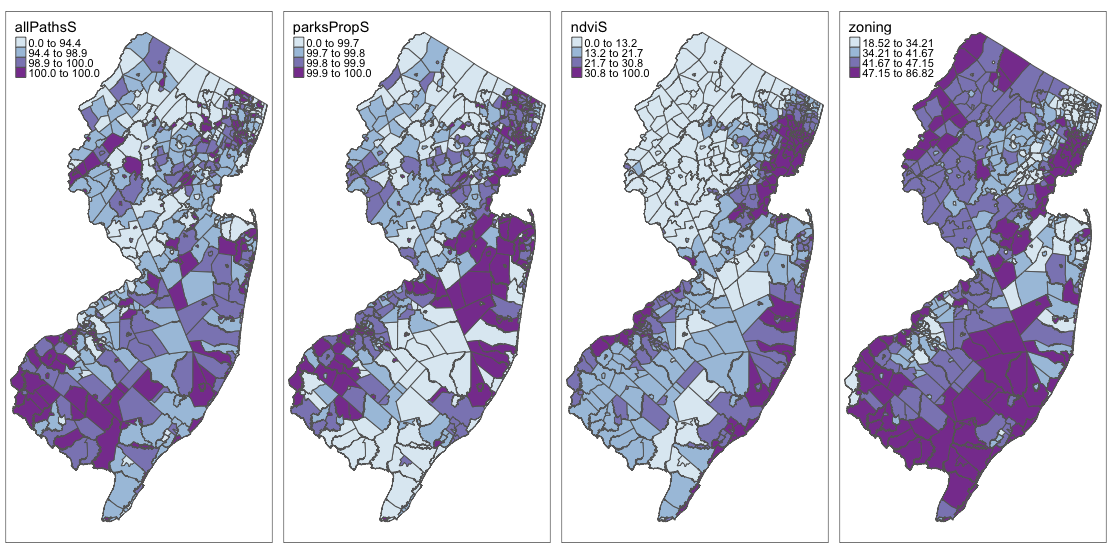 allPathsS
0.0 to 94.4
94.4 to 98.9
98.9 to 100.0
100.0 to 100.0
parksPropS
0.0 to 99.7
99.7 to 99.8
99.8 to 99.9
99.9 to 100.0
ndviS
0.0 to 13.2
13.2 to 21.7
21.7 to 30.8
30.8 to 100.0
zoning
18.52 to 34.21
34.21 to 41.67
41.67 to 47.15
47.15 to 86.82